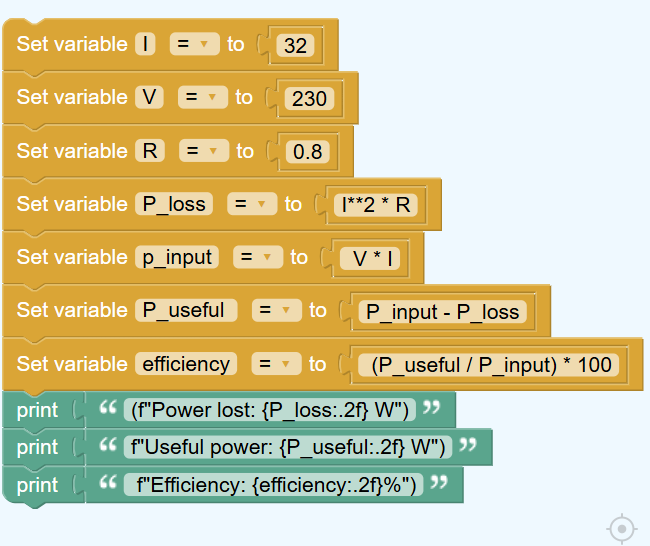 Set variable I = ▾ to 32
Set variable V = ▾ to 230
Set variable R = ▾ to 0.8
Set variable P_loss = ▾ to I**2 * R
Set variable p_input = ▾ to V * I
Set variable P_useful = ▾ to P_input - P_loss
Set variable efficiency = ▾ to (P_useful / P_input) * 100
print “ (f"Power lost: {P_loss:.2f} W") ”
print “ f"Useful power: {P_useful:.2f} W") ”
print “ f"Efficiency: {efficiency:.2f}%") ”